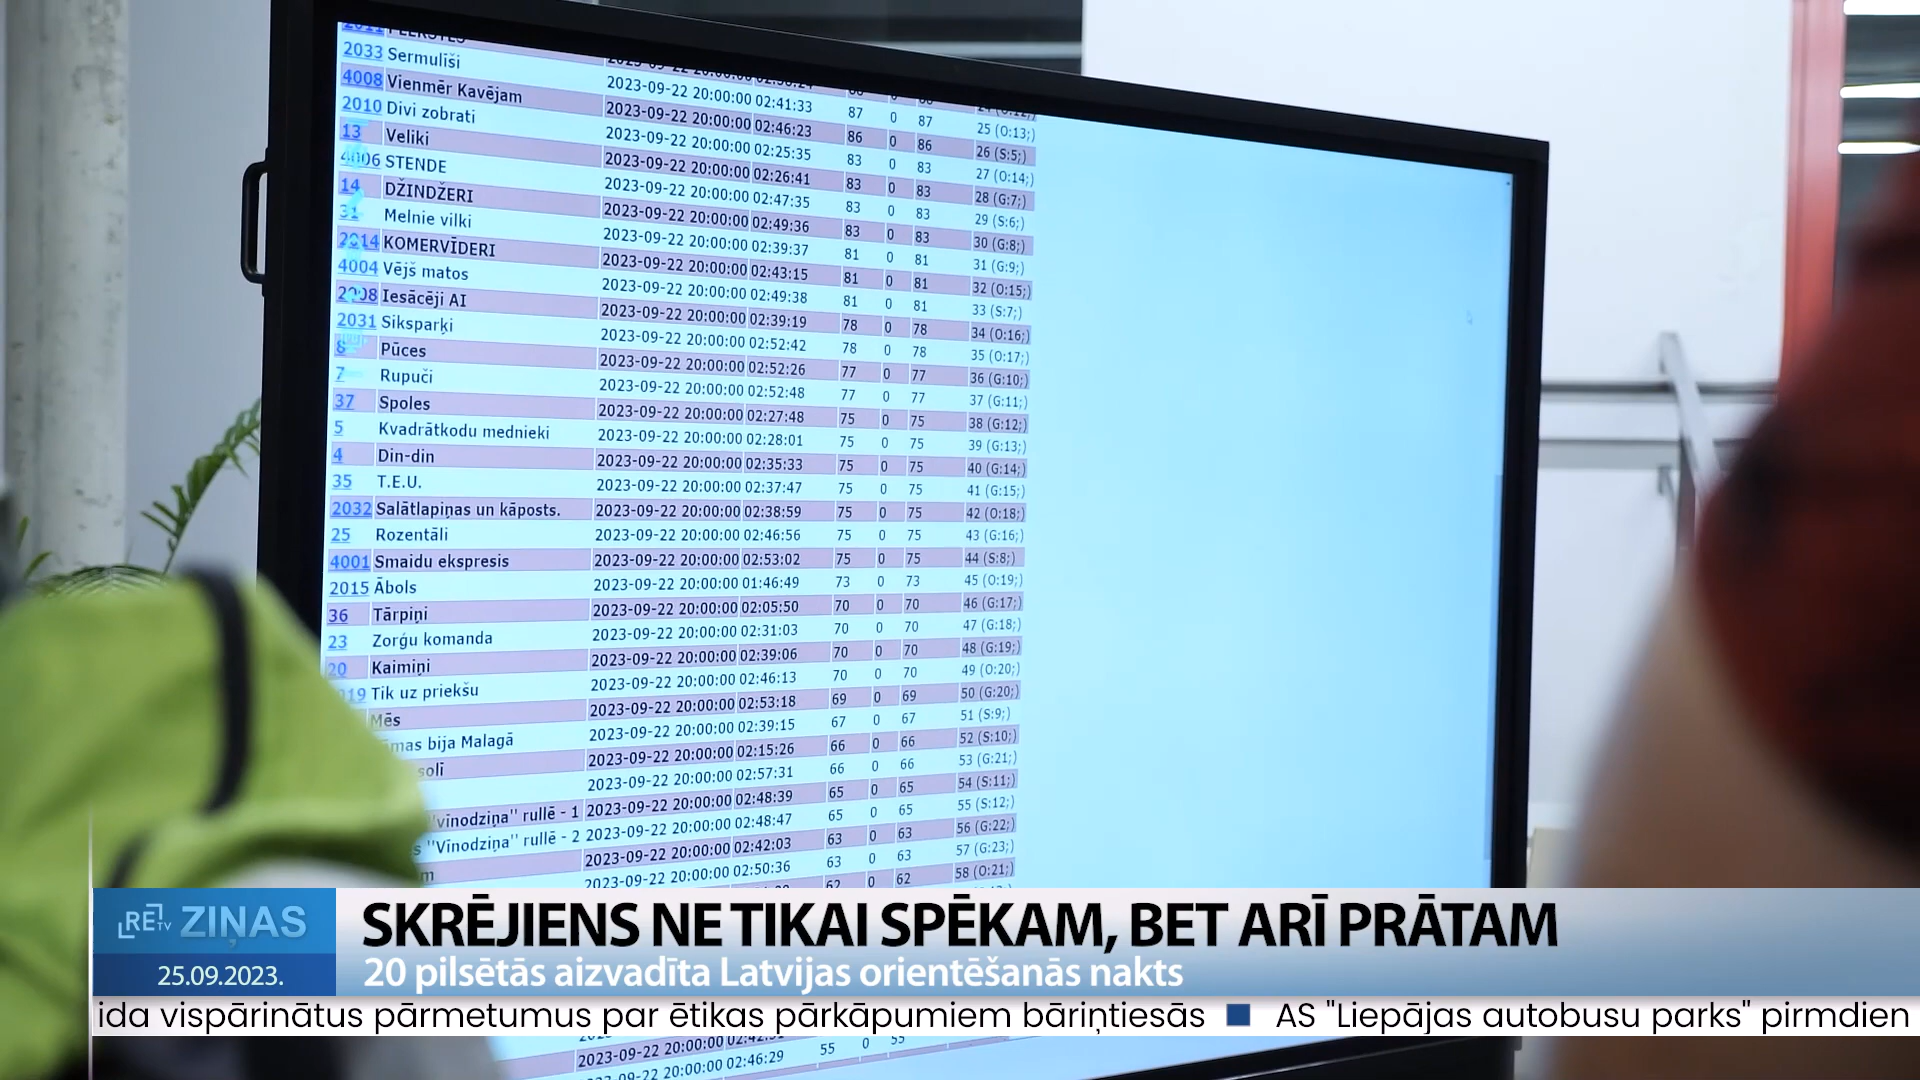 2033 Sermulīši 2023-09-22 20:00:00 02:41:33 87 0 87 25 (O:13;)
4008 Vienmēr Kavējam 2023-09-22 20:00:00 02:46:23 86 0 86 26 (S:5;)
2010 Divi zobrati 2023-09-22 20:00:00 02:25:35 83 0 83 27 (O:14;)
13 Veliki 2023-09-22 20:00:00 02:26:41 83 0 83 28 (G:7;)
4006 STENDE 2023-09-22 20:00:00 02:47:35 83 0 83 29 (S:6;)
14 DŽINDŽERI 2023-09-22 20:00:00 02:49:36 83 0 83 30 (G:8;)
31 Melnie vilki 2023-09-22 20:00:00 02:39:37 81 0 81 31 (G:9;)
2014 KOMERVĪDERI 2023-09-22 20:00:00 02:43:15 81 0 81 32 (O:15;)
4004 Vējš matos 2023-09-22 20:00:00 02:49:38 81 0 81 33 (S:7;)
2008 Iesācēji AI 2023-09-22 20:00:00 02:39:19 78 0 78 34 (O:16;)
2031 Siksparķi 2023-09-22 20:00:00 02:52:42 78 0 78 35 (O:17;)
8 Pūces 2023-09-22 20:00:00 02:52:26 77 0 77 36 (G:10;)
7 Rupuči 2023-09-22 20:00:00 02:52:48 77 0 77 37 (G:11;)
37 Spoles 2023-09-22 20:00:00 02:27:48 75 0 75 38 (G:12;)
5 Kvadrātkodu mednieki 2023-09-22 20:00:00 02:28:01 75 0 75 39 (G:13;)
4 Din-din 2023-09-22 20:00:00 02:35:33 75 0 75 40 (G:14;)
35 T.E.U. 2023-09-22 20:00:00 02:37:47 75 0 75 41 (G:15;)
2032 Salātlapiņas un kāposts. 2023-09-22 20:00:00 02:38:59 75 0 75 42 (O:18;)
25 Rozentāli 2023-09-22 20:00:00 02:46:56 75 0 75 43 (G:16;)
4001 Smaidu ekspresis 2023-09-22 20:00:00 02:53:02 75 0 75 44 (S:8;)
2015 Ābols 2023-09-22 20:00:00 01:46:49 73 0 73 45 (O:19;)
36 Tārpiņi 2023-09-22 20:00:00 02:05:50 70 0 70 46 (G:17;)
23 Zorģu komanda 2023-09-22 20:00:00 02:31:03 70 0 70 47 (G:18;)
20 Kaimiņi 2023-09-22 20:00:00 02:39:06 70 0 70 48 (G:19;)
19 Tik uz priekšu 2023-09-22 20:00:00 02:46:13 70 0 70 49 (O:20;)
Mēs 2023-09-22 20:00:00 02:53:18 69 0 69 50 (G:20;)
bija Malagā 2023-09-22 20:00:00 02:39:15 67 0 67 51 (S:9;)
solī 2023-09-22 20:00:00 02:15:26 66 0 66 52 (S:10;)
2023-09-22 20:00:00 02:57:31 66 0 66 53 (G:21;)
"vīnodziņa" rullē - 1 2023-09-22 20:00:00 02:48:39 65 0 65 54 (S:11;)
s "Vīnodziņa" rullē - 2 2023-09-22 20:00:00 02:48:47 65 0 65 55 (S:12;)
m 2023-09-22 20:00:00 02:42:03 63 0 63 56 (G:22;)
2023-09-22 20:00:00 02:50:36 63 0 63 57 (G:23;)
62 0 62 58 (O:21;)
RE TV ZIŅAS
25.09.2023.
SKRĒJIENS NE TIKAI SPĒKAM, BET ARĪ PRĀTAM
20 pilsētās aizvadīta Latvijas orientēšanās nakts
ida vispārinātus pārmetumus par ētikas pārkāpumiem bāriņtiesās AS "Liepājas autobusu parks" pirmdien
2023-09-22 20:00:00
02:46:29 55 0 55